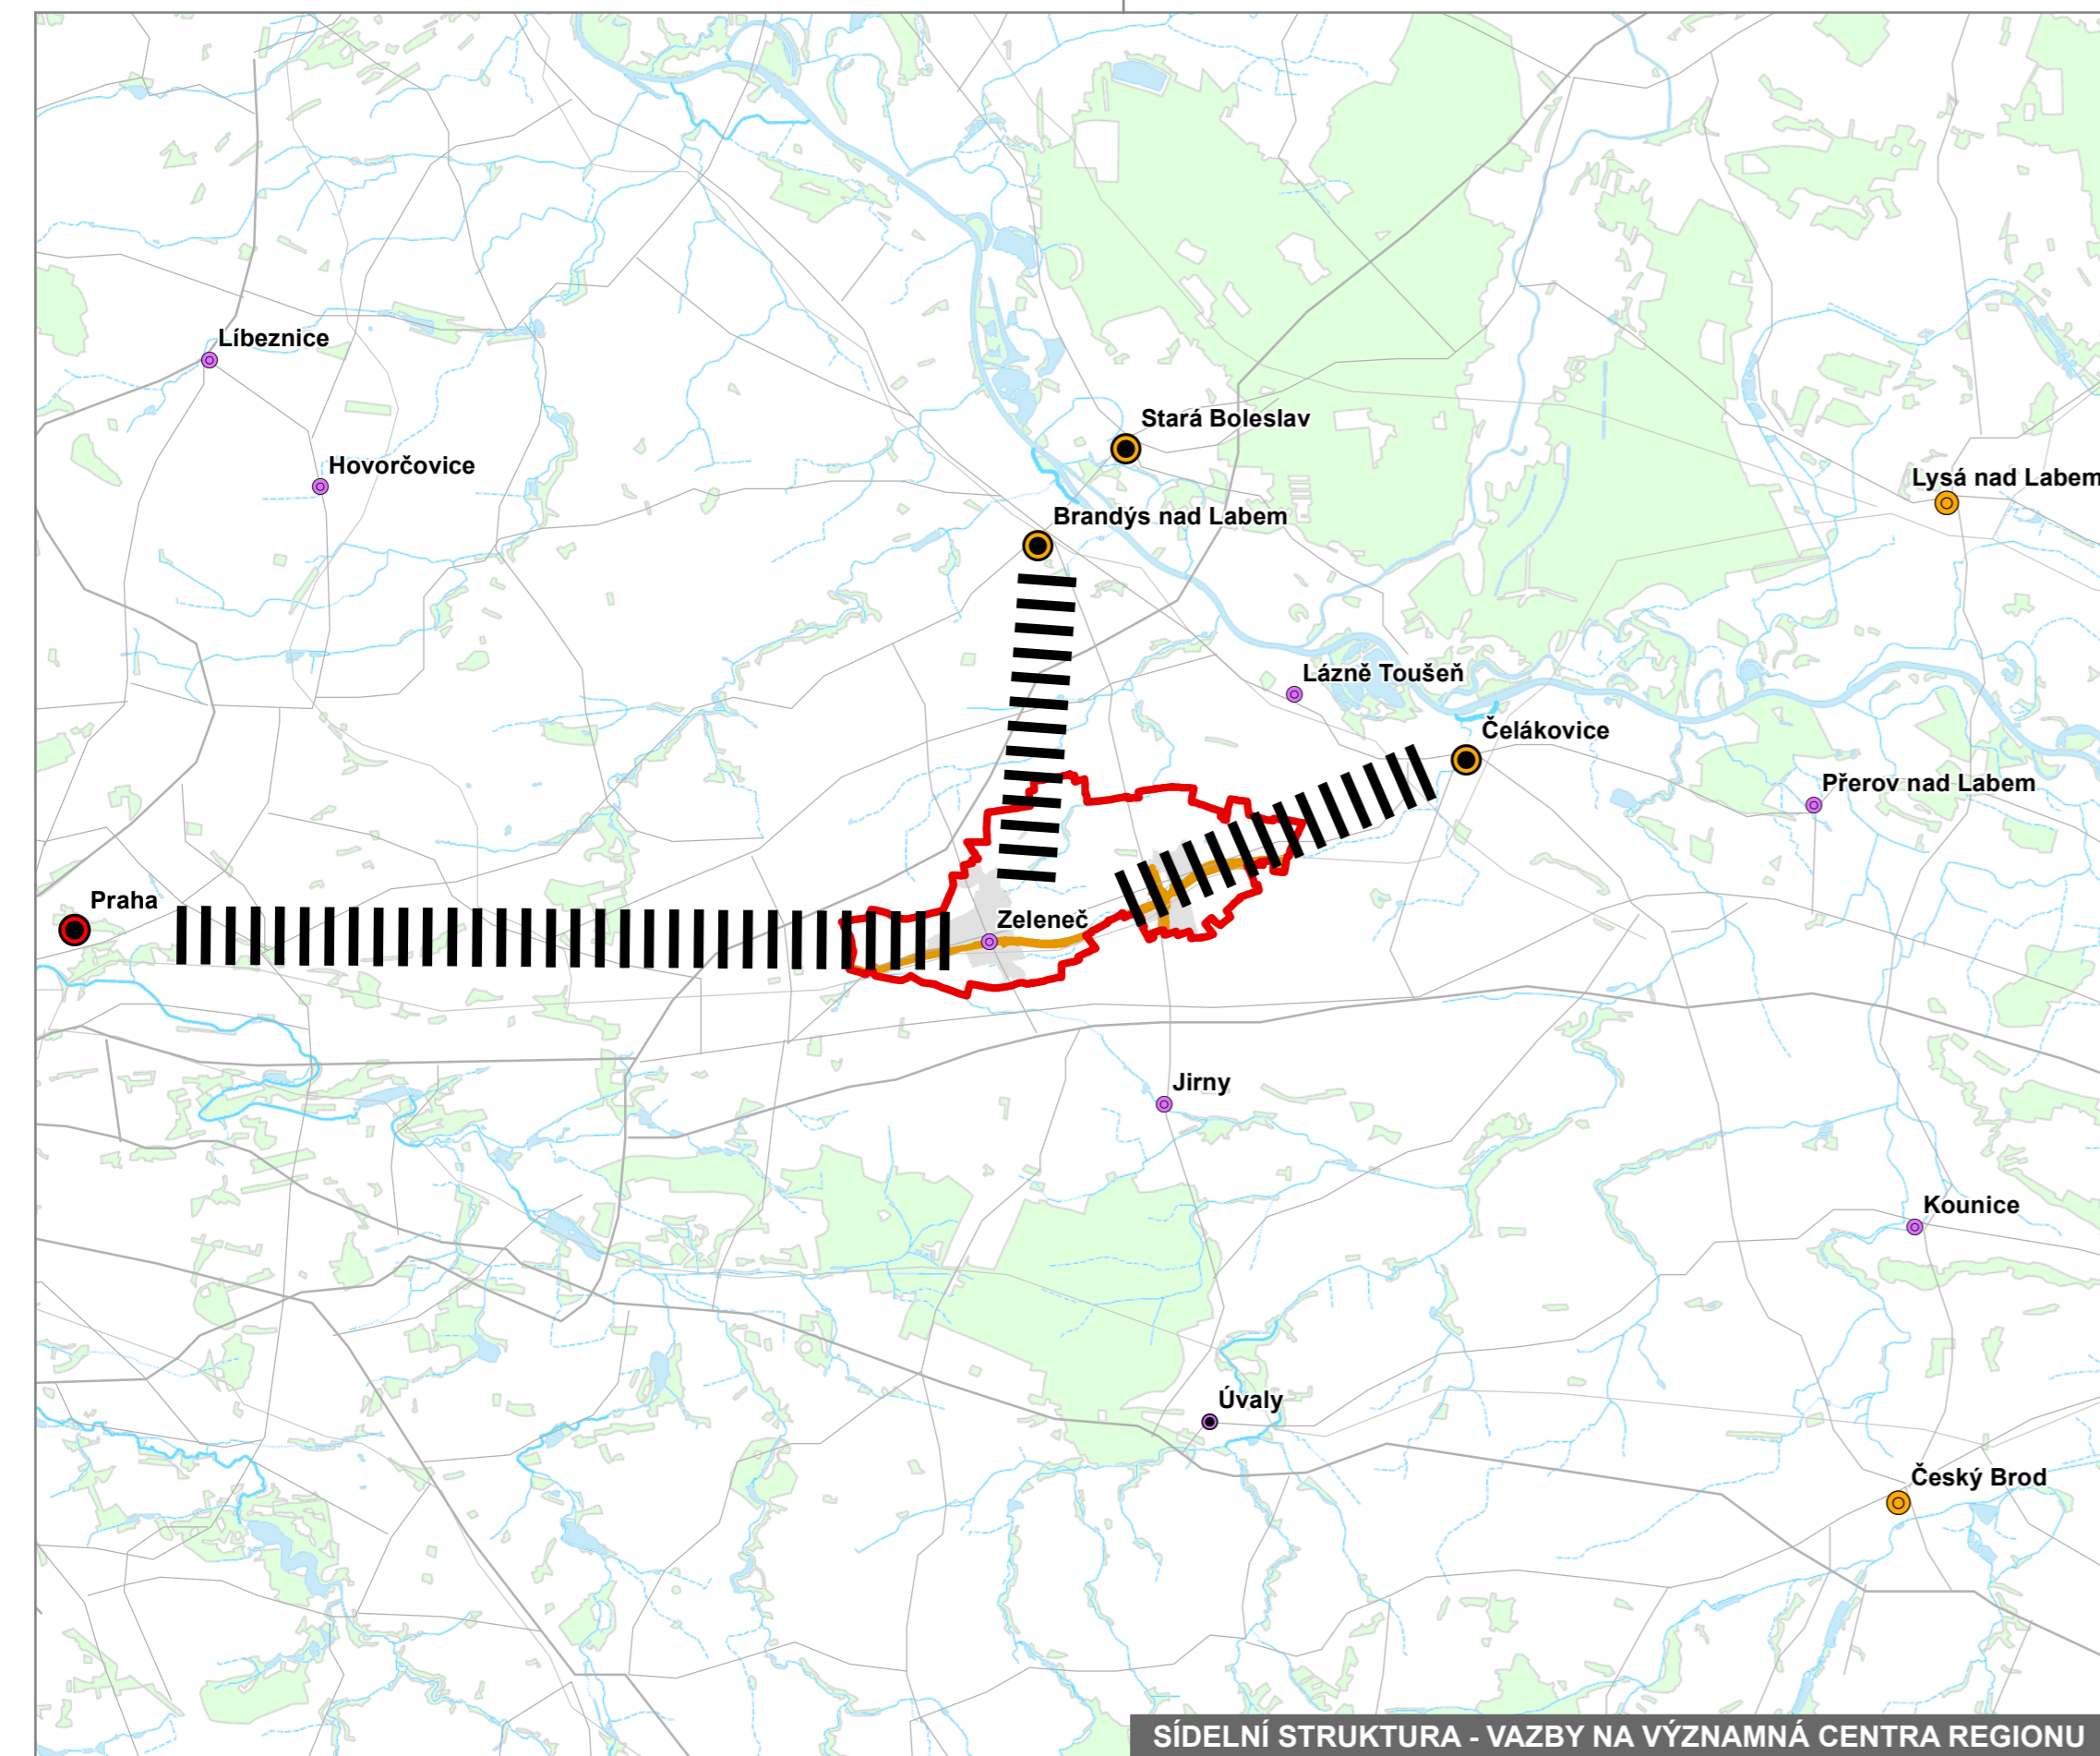 Líbeznice
Stará Boleslav
Hovorčovice
Lysá nad Labem
Brandýs nad Labem
Lázně Toušeň
Čelákovice
Přerov nad Labem
Praha
Zeleneč
Jirny
Kounice
Úvaly
Český Brod
SÍDELNÍ STRUKTURA - VAZBY NA VÝZNAMNÁ CENTRA REGIONU